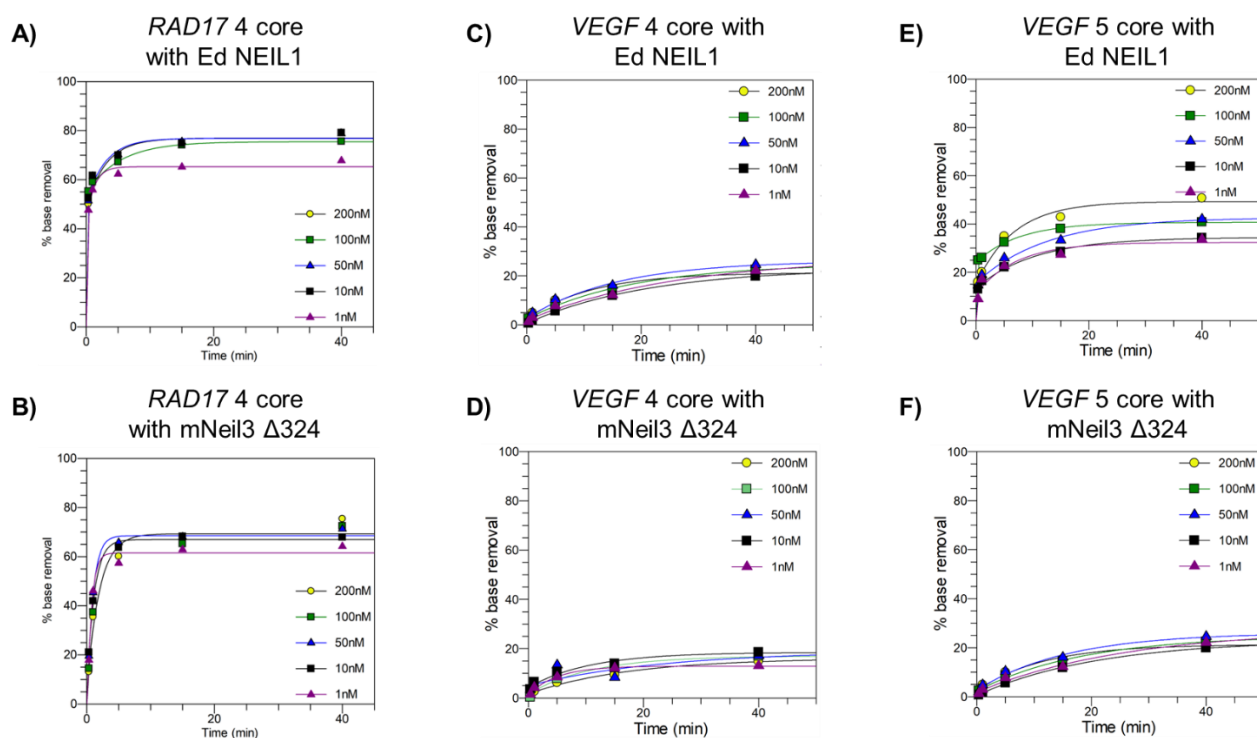 A)
RAD17 4 core
with Ed NEIL1
% base removal
100
80
60
40
20
0
200nM
100nM
50nM
10nM
1nM
0
20
40
Time (min)
C)
VEGF 4 core with
Ed NEIL1
% base removal
100
80
60
40
20
0
200nM
100nM
50nM
10nM
1nM
0
20
40
Time (min)
E)
VEGF 5 core with
Ed NEIL1
% base removal
100
80
60
40
20
0
200nM
100nM
50nM
10nM
1nM
0
20
40
Time (min)
B)
RAD17 4 core
with mNeil3 Δ324
% base removal
100
80
60
40
20
0
200nM
100nM
50nM
10nM
1nM
0
20
40
Time (min)
D)
VEGF 4 core with
mNeil3 Δ324
% base removal
100
80
60
40
20
0
200nM
100nM
50nM
10nM
1nM
0
20
40
Time (min)
F)
VEGF 5 core with
mNeil3 Δ324
% base removal
100
80
60
40
20
0
200nM
100nM
50nM
10nM
1nM
0
20
40
Time (min)